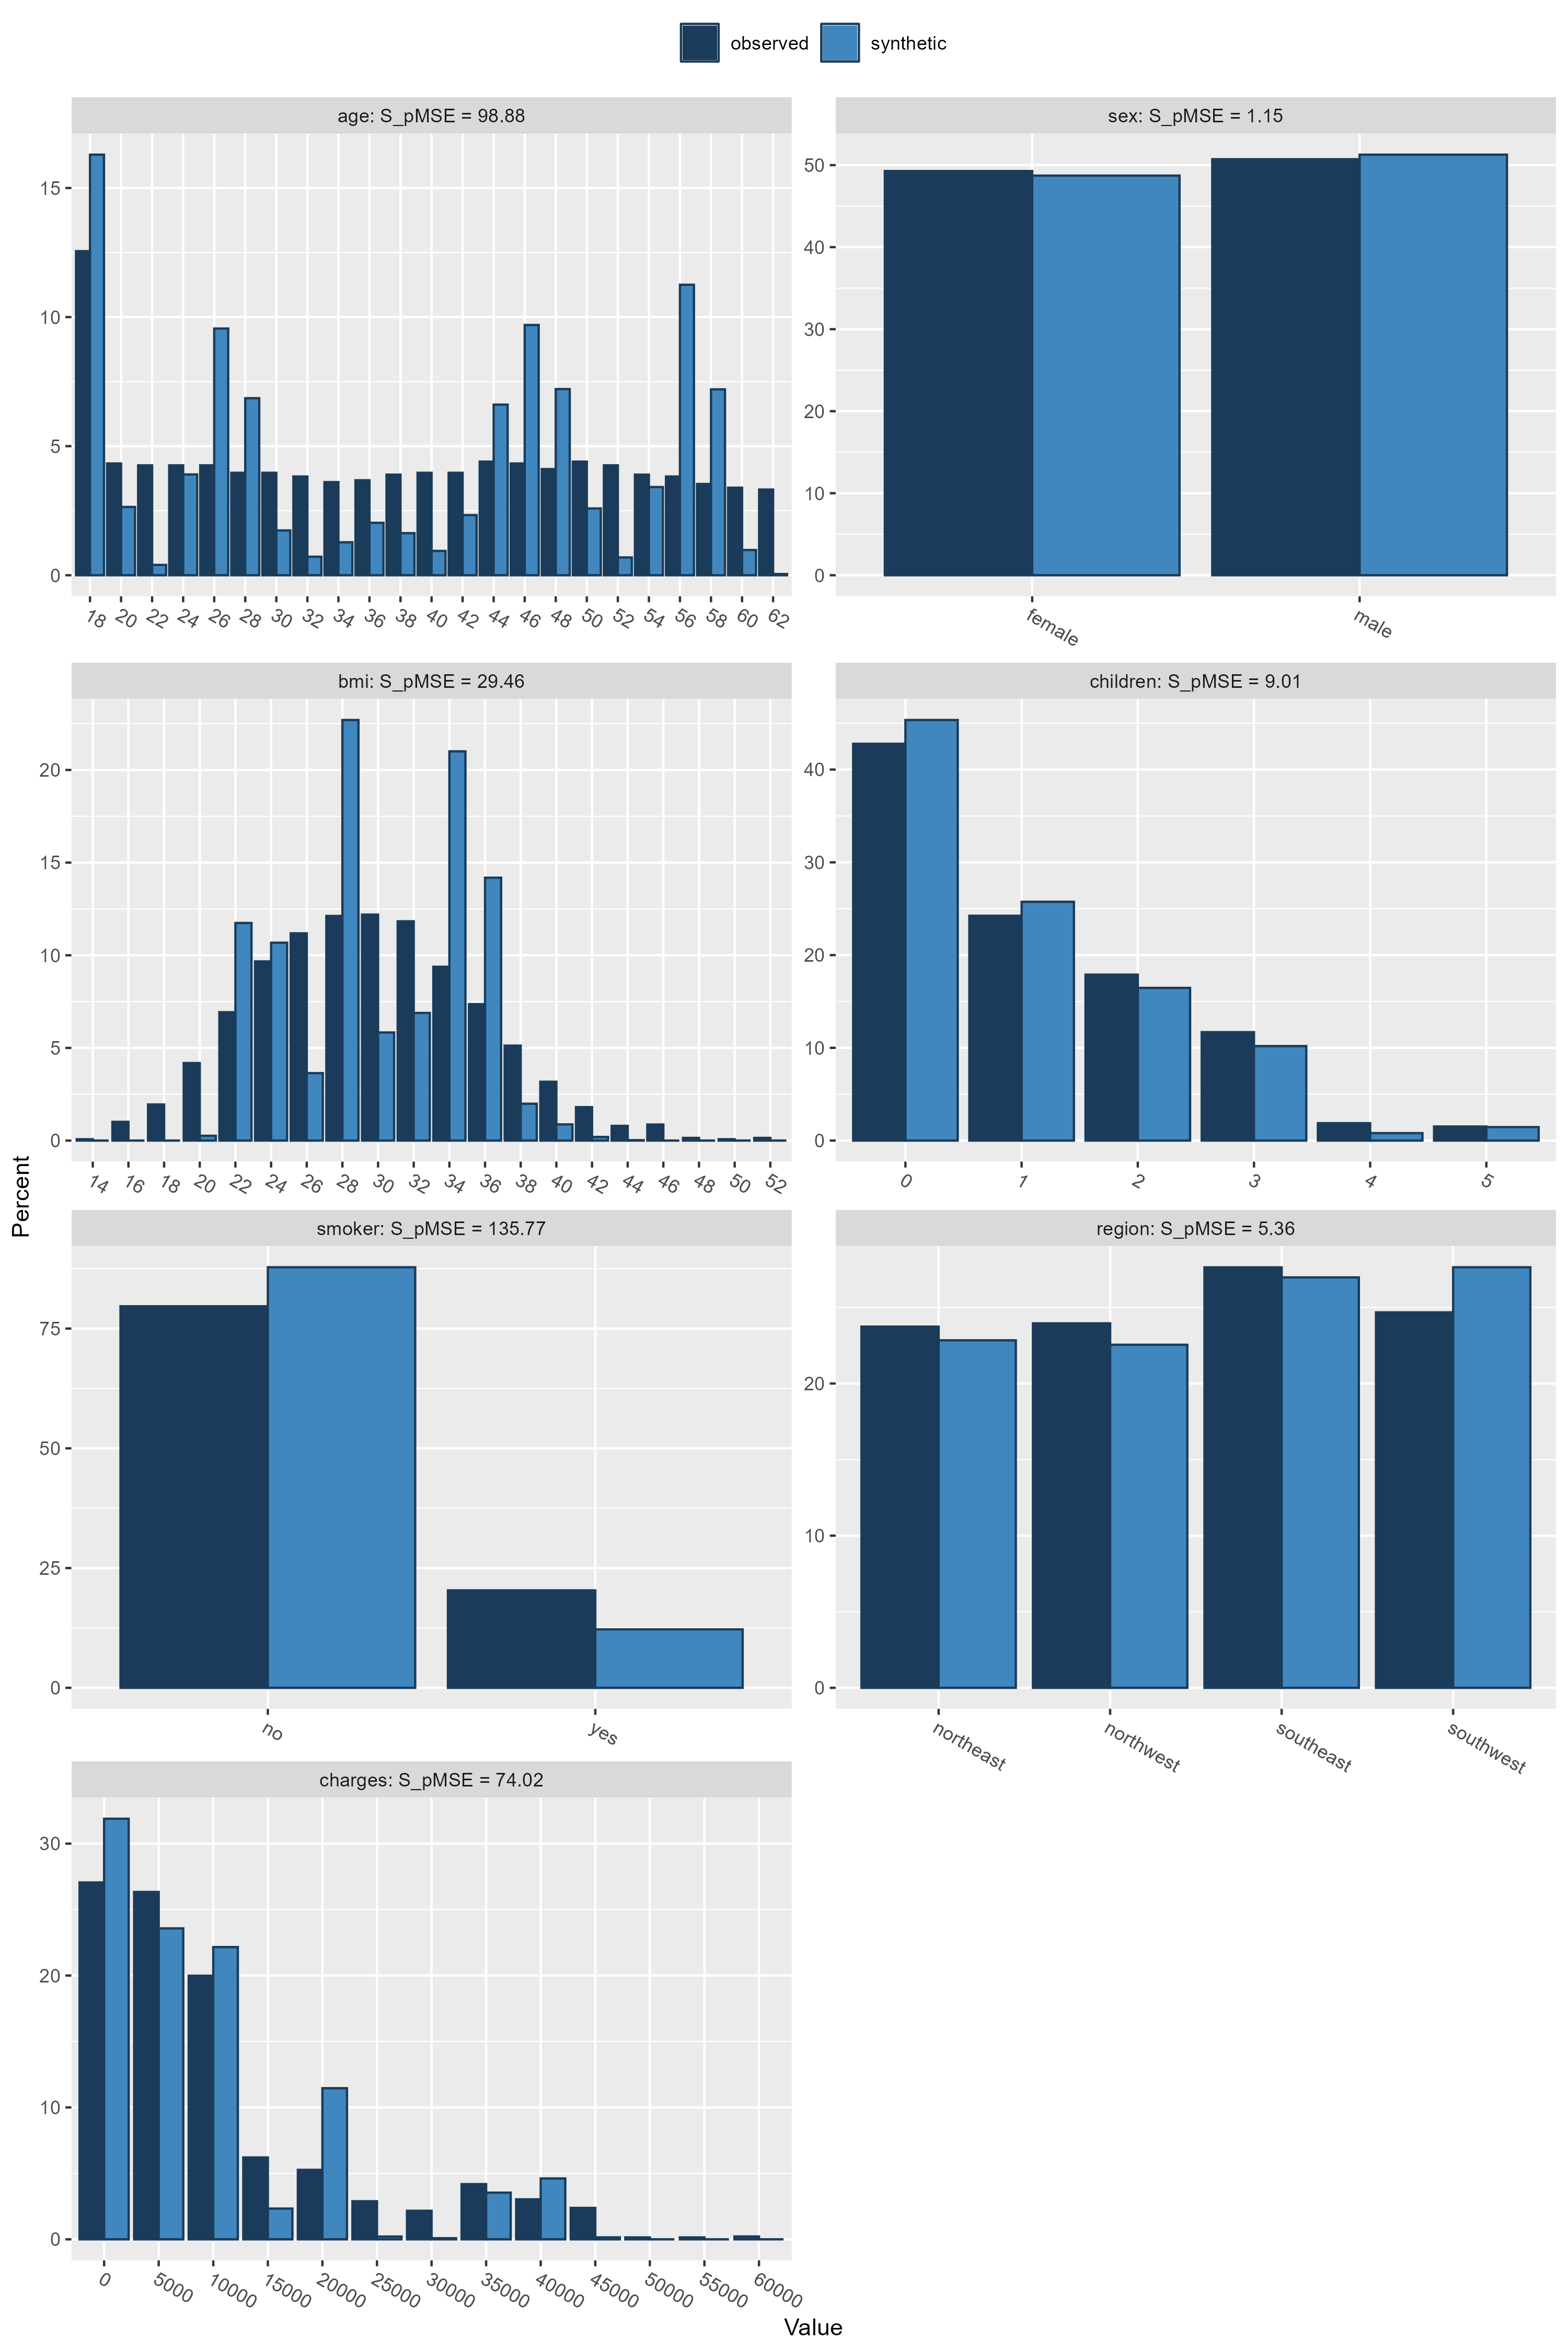 observed synthetic
age: S_pMSE = 98.88
15
10
5
0
18 20 22 24 26 28 30 32 34 36 38 40 42 44 46 48 50 52 54 56 58 60 62
sex: S_pMSE = 1.15
50
40
30
20
10
0
female male
bmi: S_pMSE = 29.46
20
15
10
5
0
14 16 18 20 22 24 26 28 30 32 34 36 38 40 42 44 46 48 50 52
children: S_pMSE = 9.01
40
30
20
10
0
0 1 2 3 4 5
Percent
smoker: S_pMSE = 135.77
75
50
25
0
no yes
region: S_pMSE = 5.36
20
10
0
northeast northwest southeast southwest
charges: S_pMSE = 74.02
30
20
10
0
0 5000 10000 15000 20000 25000 30000 35000 40000 45000 50000 55000 60000
Value